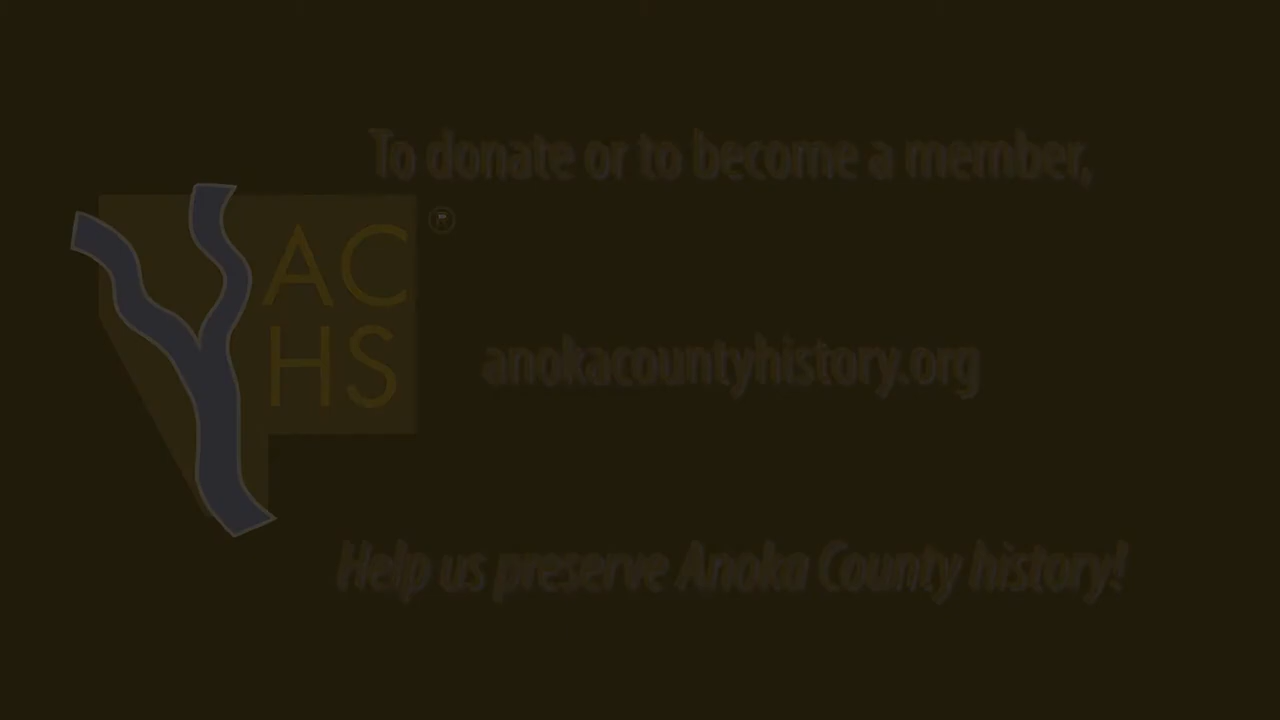 To donate or to become a member,
®
AC
HS
anokacountyhistory.org
Help us preserve Anoka County history!